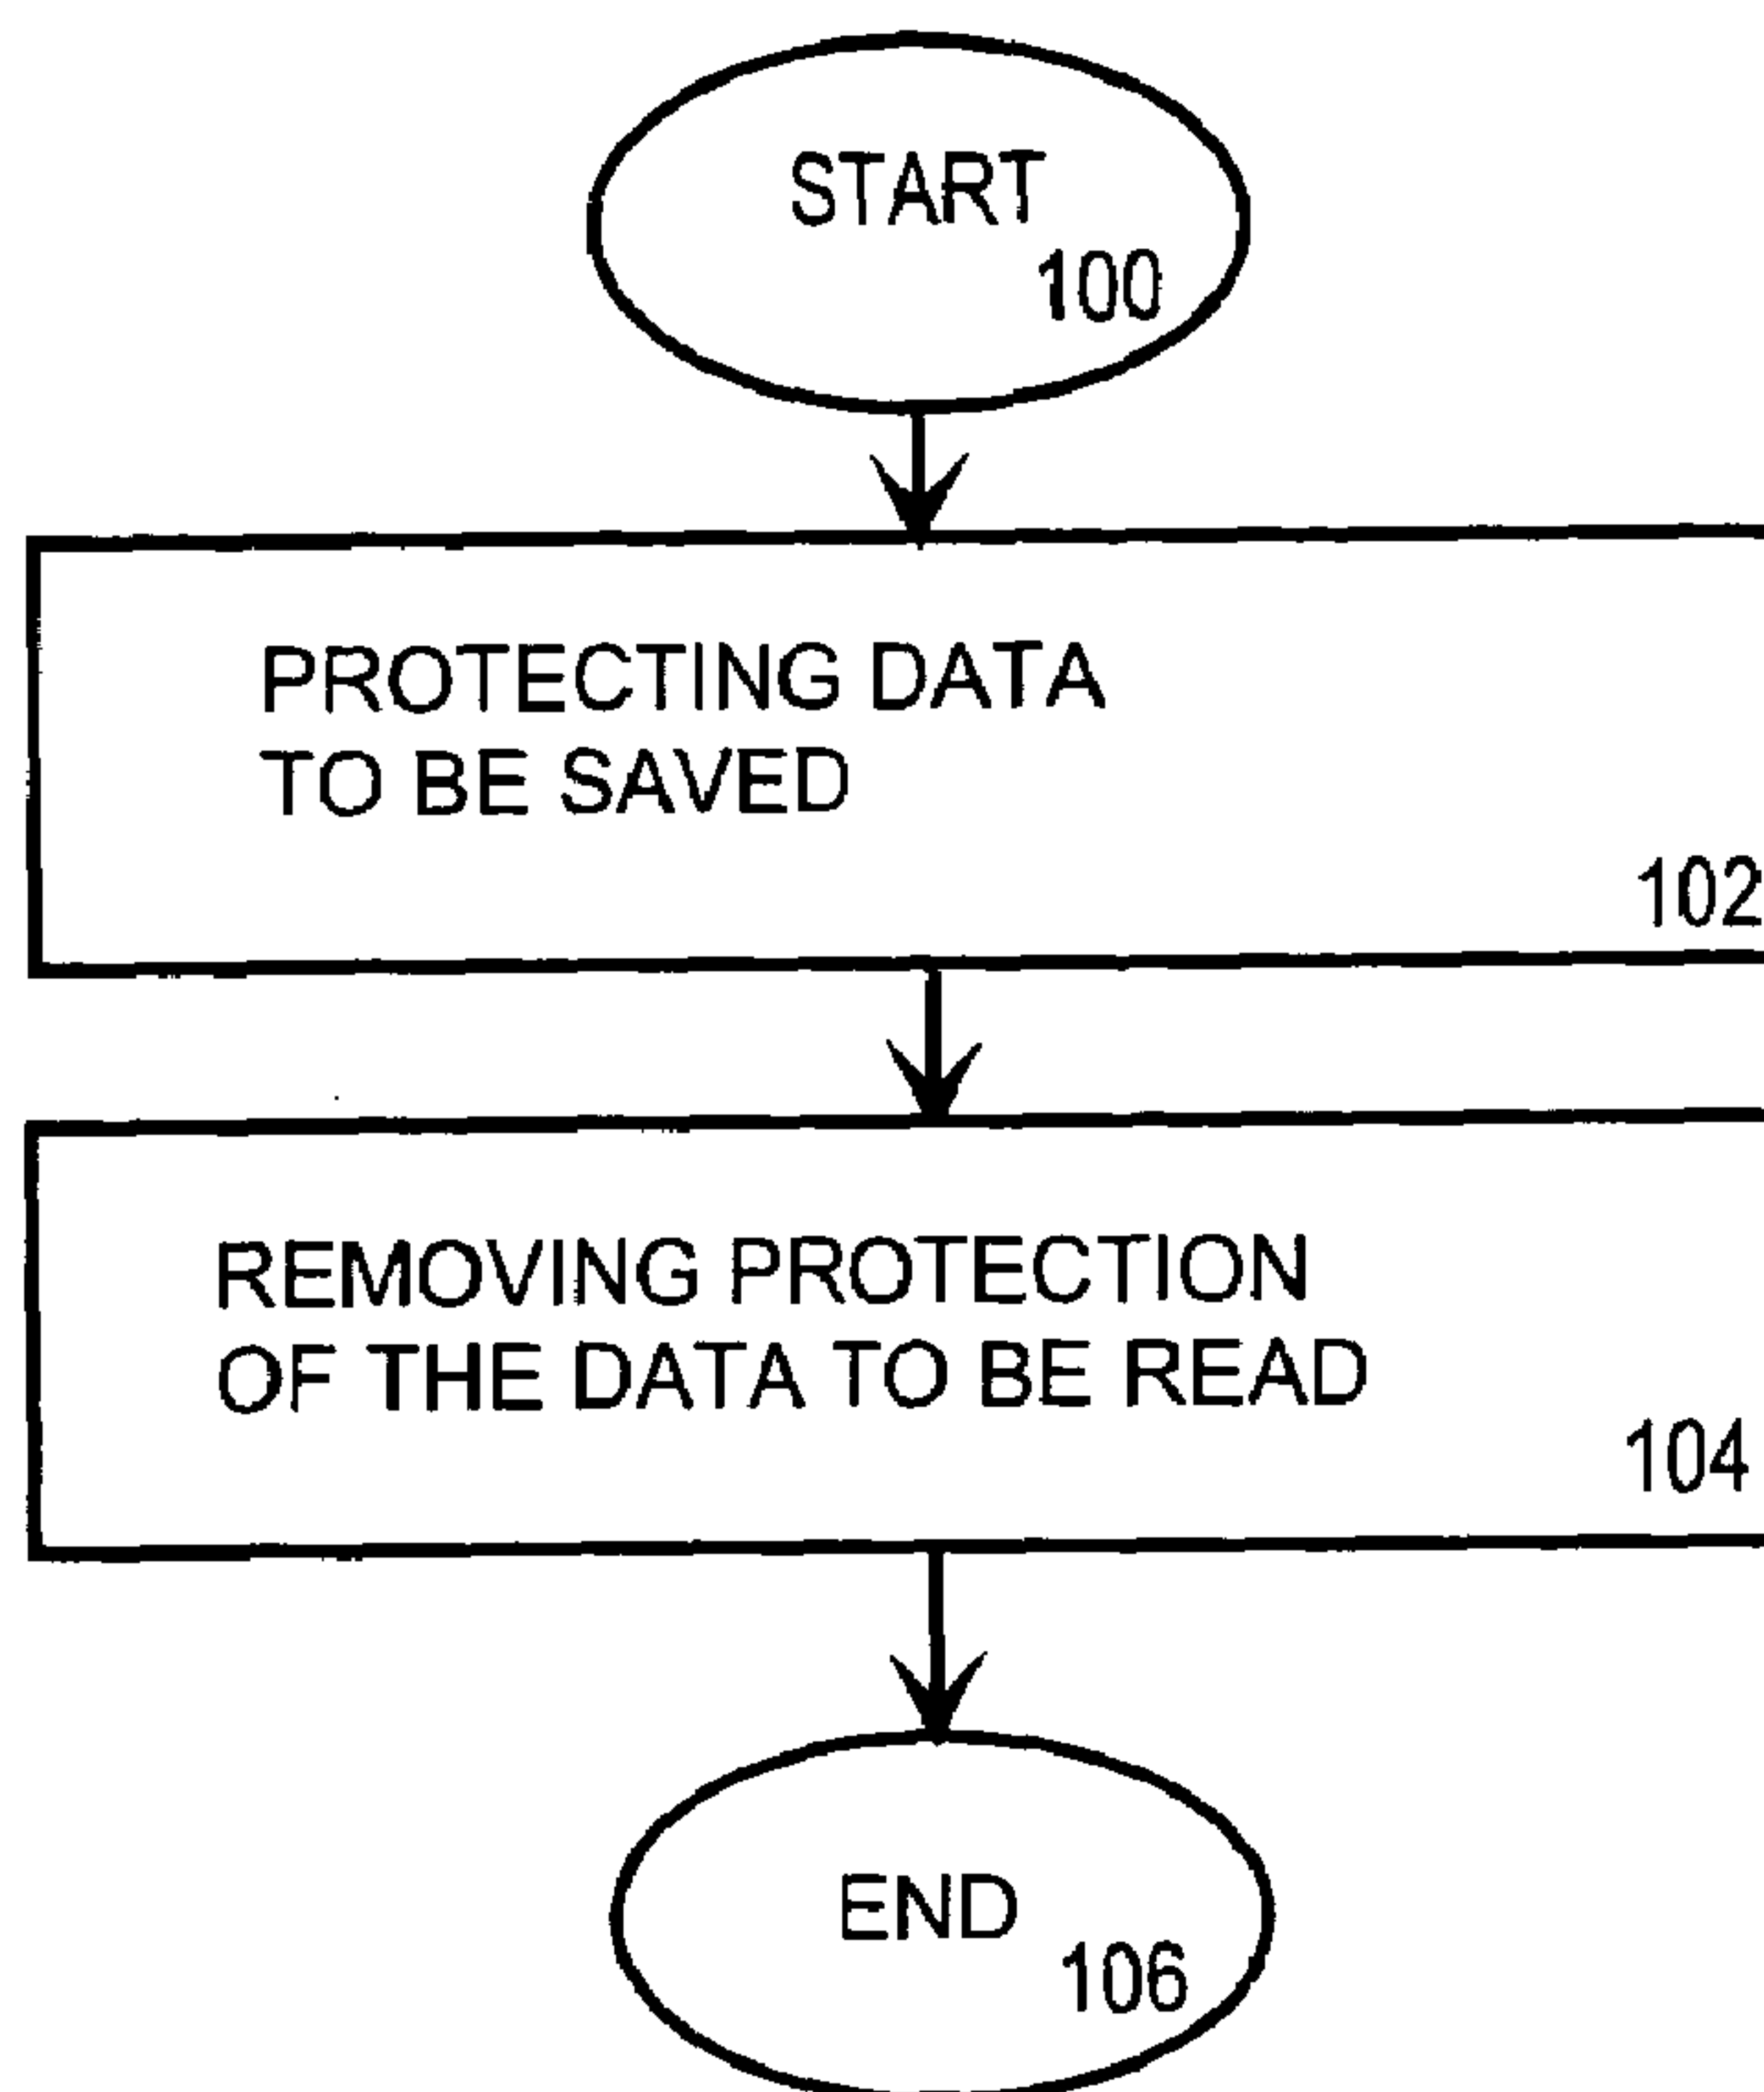 START
100
PROTECTING DATA
TO BE SAVED
102
REMOVING PROTECTION
OF THE DATA TO BE READ
104
END
106